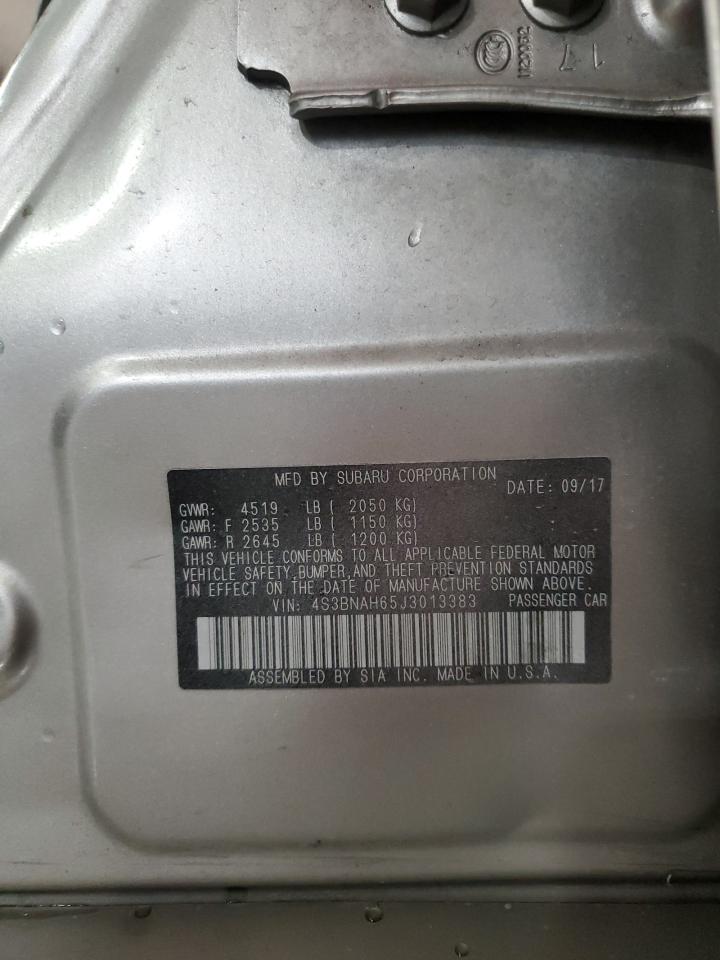 17
MFD BY SUBARU CORPORATION
DATE: 09/17
GVWR: 4519 LB ( 2050 KG)
GAWR: F 2535 LB ( 1150 KG)
GAWR: R 2645 LB ( 1200 KG)
THIS VEHICLE CONFORMS TO ALL APPLICABLE FEDERAL MOTOR
VEHICLE SAFETY,BUMPER,AND THEFT PREVENTION STANDARDS
IN EFFECT ON THE DATE OF MANUFACTURE SHOWN ABOVE.
VIN: 4S3BNAH65J3013383 PASSENGER CAR
ASSEMBLED BY SIA INC. MADE IN U.S.A.